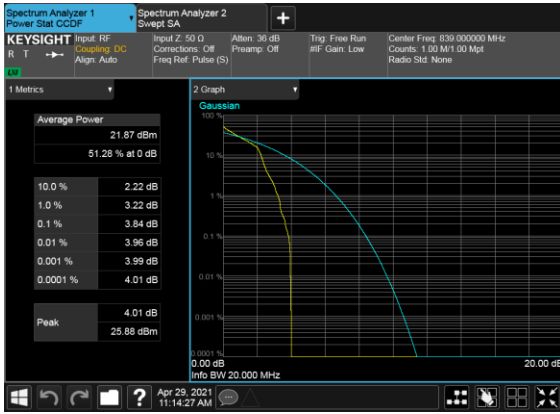 Spectrum Analyzer 1
Power Stat CCDF
Spectrum Analyzer 2
Swept SA
KEYSIGHT
R T
LNI
Input: RF
Coupling: DC
Align: Auto
Input Z: 50 Ω
Corrections: Off
Freq Ref: Pulse (S)
Atten: 36 dB
Preamp: Off
Trig: Free Run
#IF Gain: Low
Center Freq: 839.000000 MHz
Counts: 1.00 M/1.00 Mpt
Radio Std: None
1 Metrics
Average Power
21.87 dBm
51.28 % at 0 dB
10.0 % 2.22 dB
1.0 % 3.22 dB
0.1 % 3.84 dB
0.01 % 3.96 dB
0.001 % 3.99 dB
0.0001 % 4.01 dB
Peak
4.01 dB
25.88 dBm
2 Graph
Gaussian
100 %
10 %
1 %
0.1 %
0.01 %
0.001 %
0.0001 %
0.00 dB
20.00 dB
Info BW 20.000 MHz
?
Apr 29, 2021
11:14:27 AM